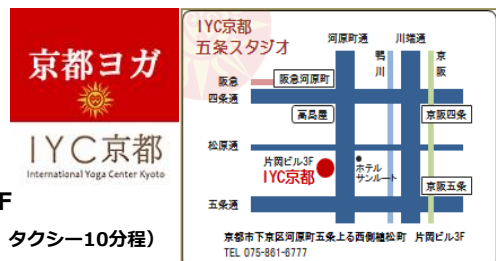 京都ヨガ
IYC京都
International Yoga Center Kyoto
F
タクシー10分程）
IYC京都
五条スタジオ
河原町通
川端通
鴨川
京阪
阪急
阪急河原町
四条通
高島屋
京阪四条
松原通
片岡ビル3F
IYC京都
ホテル
サンルート
京阪五条
五条通
京都市下京区河原町五条上る西側植松町 片岡ビル3F
TEL 075-861-6777